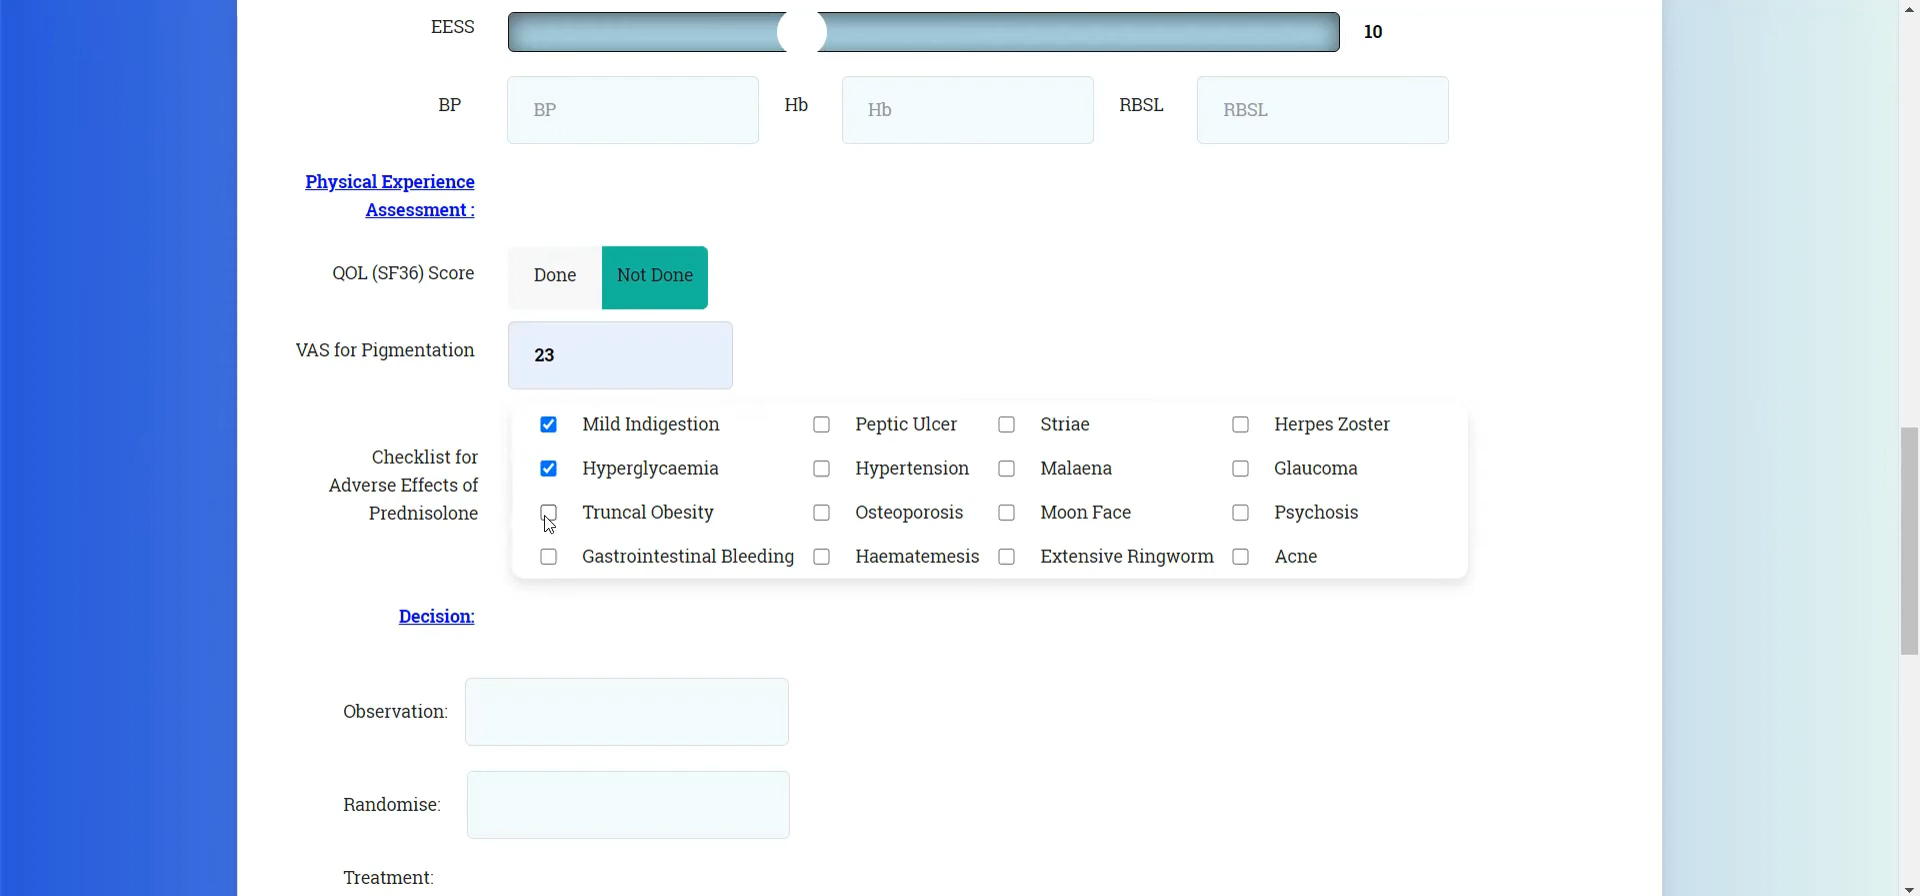 EESS 10
BP BP Hb Hb RBSL RBSL
Physical Experience
Assessment :
QOL (SF36) Score Done Not Done
VAS for Pigmentation 23
Checklist for
Adverse Effects of
Prednisolone
Mild Indigestion Peptic Ulcer Striae Herpes Zoster
Hyperglycaemia Hypertension Malaena Glaucoma
Truncal Obesity Osteoporosis Moon Face Psychosis
Gastrointestinal Bleeding Haematemesis Extensive Ringworm Acne
Decision:
Observation:
Randomise:
Treatment: